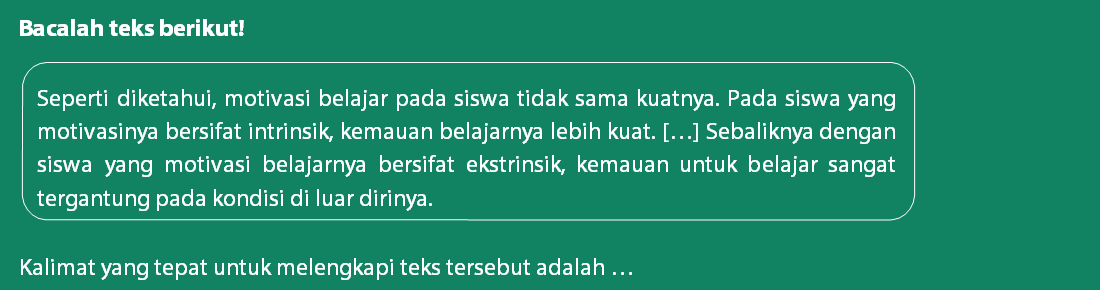 Bacalah teks berikut!
Seperti diketahui, motivasi belajar pada siswa tidak sama kuatnya. Pada siswa yang
motivasinya bersifat intrinsik, kemauan belajarnya lebih kuat. [...] Sebaliknya dengan
siswa yang motivasi belajarnya bersifat ekstrinsik, kemauan untuk belajar sangat
tergantung pada kondisi di luar dirinya.
Kalimat yang tepat untuk melengkapi teks tersebut adalah ...